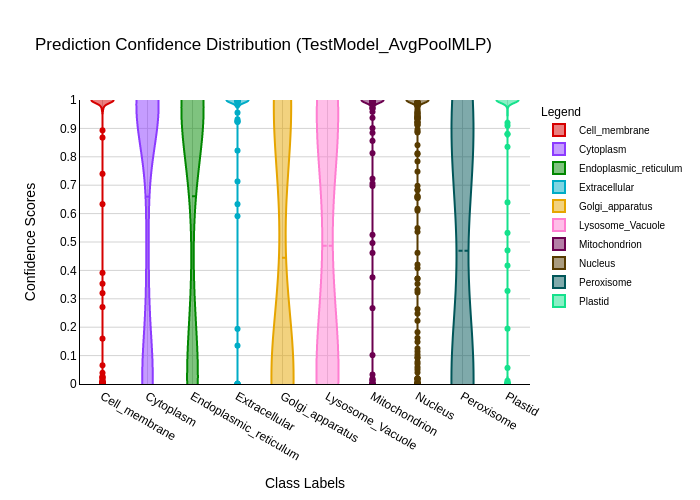 Prediction Confidence Distribution (TestModel_AvgPoolMLP)
Confidence Scores
1
0.9
0.8
0.7
0.6
0.5
0.4
0.3
0.2
0.1
0
Cell_membrane
Cytoplasm
Endoplasmic_reticulum
Extracellular
Golgi_apparatus
Lysosome_Vacuole
Mitochondrion
Nucleus
Peroxisome
Plastid
Class Labels
Legend
Cell_membrane
Cytoplasm
Endoplasmic_reticulum
Extracellular
Golgi_apparatus
Lysosome_Vacuole
Mitochondrion
Nucleus
Peroxisome
Plastid